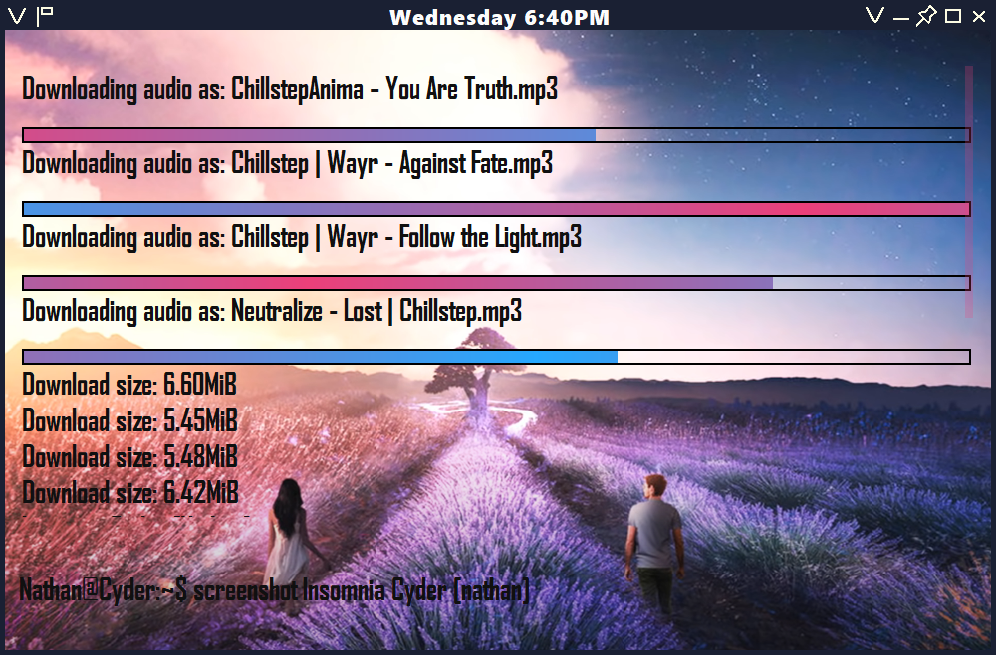 Wednesday 6:40PM
Downloading audio as: ChillstepAnima - You Are Truth.mp3
Downloading audio as: Chillstep | Wayr - Against Fate.mp3
Downloading audio as: Chillstep | Wayr - Follow the Light.mp3
Downloading audio as: Neutralize - Lost | Chillstep.mp3
Download size: 6.60MiB
Download size: 5.45MiB
Download size: 5.48MiB
Download size: 6.42MiB
Nathan@Cyder:~$ screenshot Insomnia Cyder [nathan]